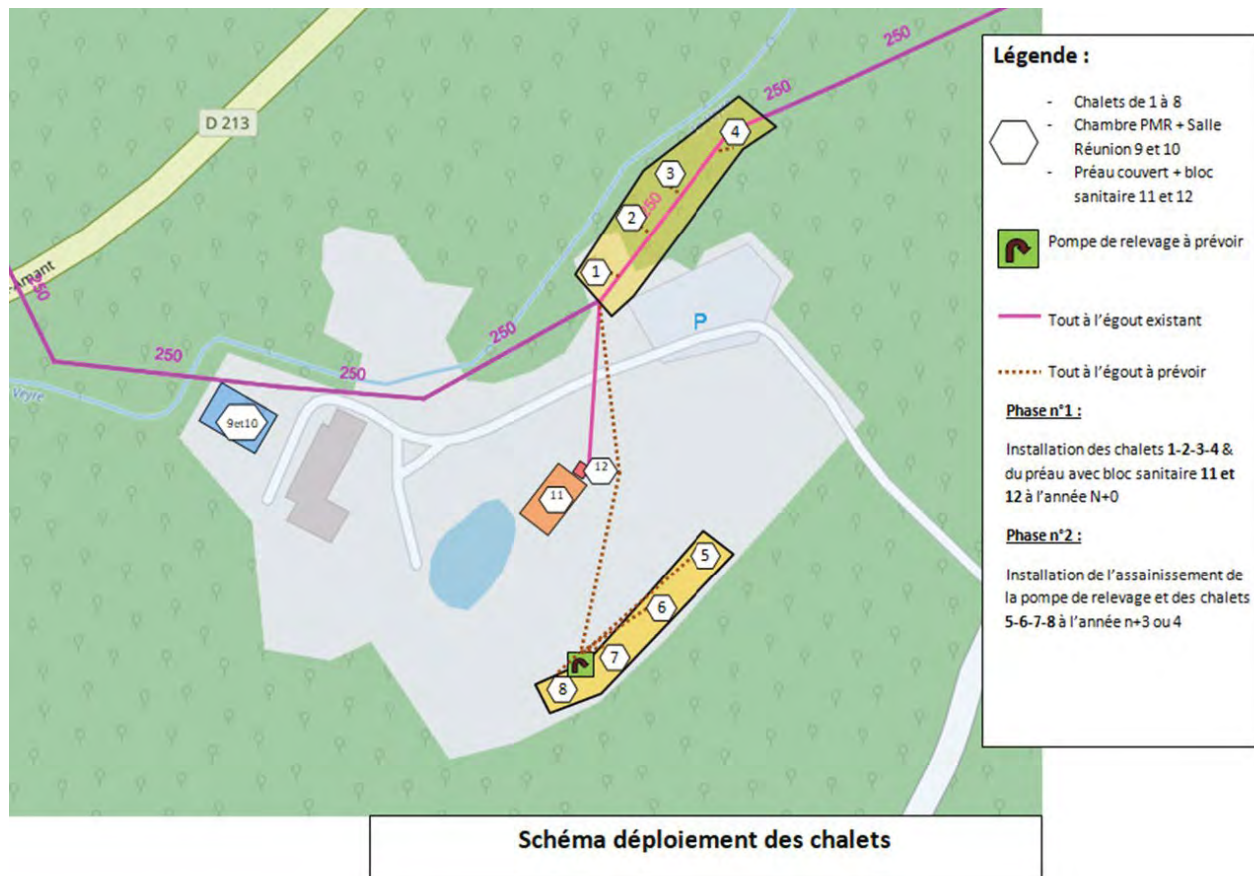 250
250
D 213
4
3
2
250
1
-Amant
250
250
P
250
250
Veyre
9et10
12
11
5
6
7
8
Légende :
- Chalets de 1 à 8
- Chambre PMR + Salle
Réunion 9 et 10
- Préau couvert + bloc
sanitaire 11 et 12
Pompe de relevage à prévoir
Tout à l'égout existant
Tout à l'égout à prévoir
Phase n°1 :
Installation des chalets 1-2-3-4 &
du préau avec bloc sanitaire 11 et
12 à l'année N+0
Phase n°2 :
Installation de l'assainissement de
la pompe de relevage et des chalets
5-6-7-8 à l'année n+3 ou 4
Schéma déploiement des chalets